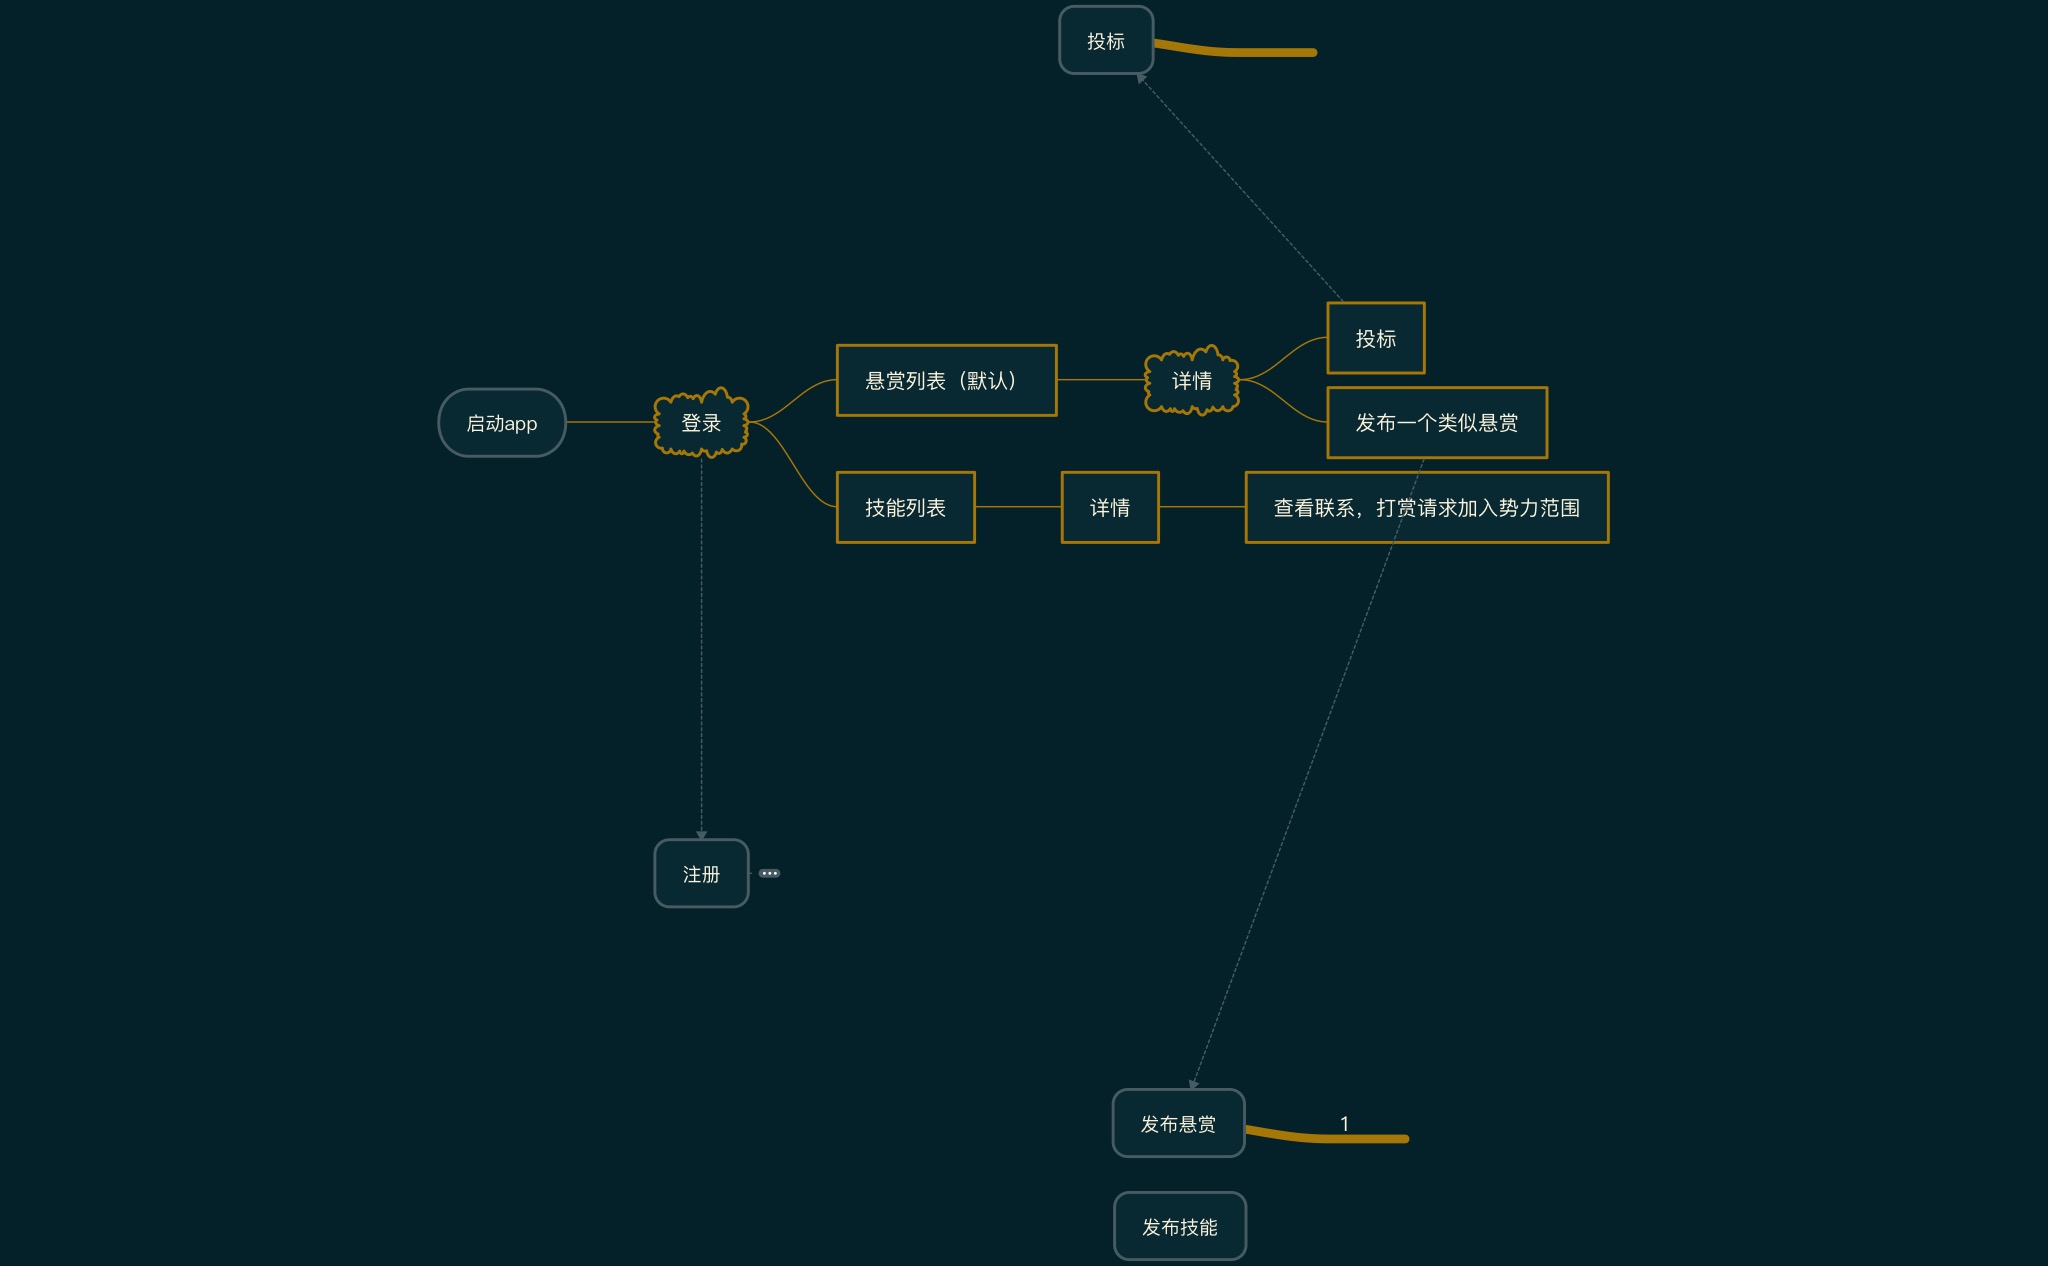 投标
投标
悬赏列表（默认）
详情
启动app
登录
发布一个类似悬赏
技能列表
详情
查看联系，打赏请求加入势力范围
注册
发布悬赏
1
发布技能